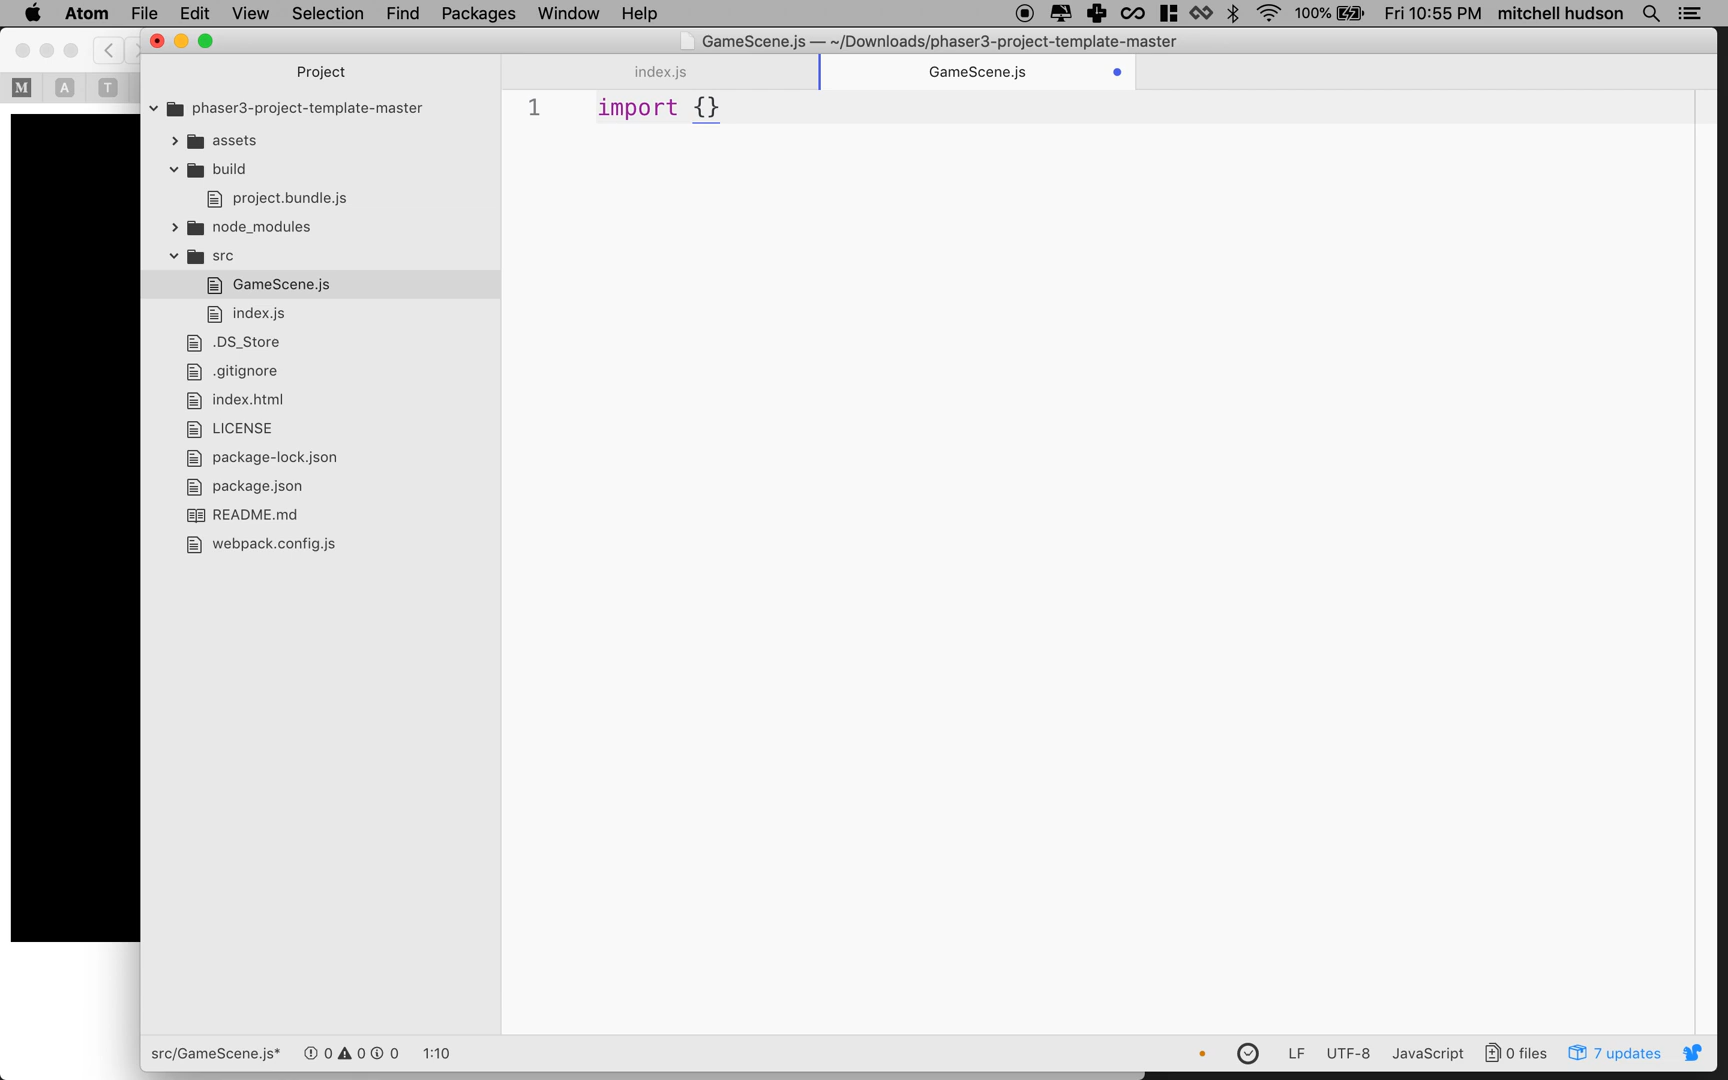 Atom File Edit View Selection Find Packages Window Help 100% Fri 10:55 PM mitchell hudson
GameScene.js — ~/Downloads/phaser3-project-template-master
M A T
Project
index.js
GameScene.js
phaser3-project-template-master
assets
build
project.bundle.js
node_modules
src
GameScene.js
index.js
.DS_Store
.gitignore
index.html
LICENSE
package-lock.json
package.json
README.md
webpack.config.js
1 import {}
src/GameScene.js* 0 0 0 1:10 LF UTF-8 JavaScript 0 files 7 updates